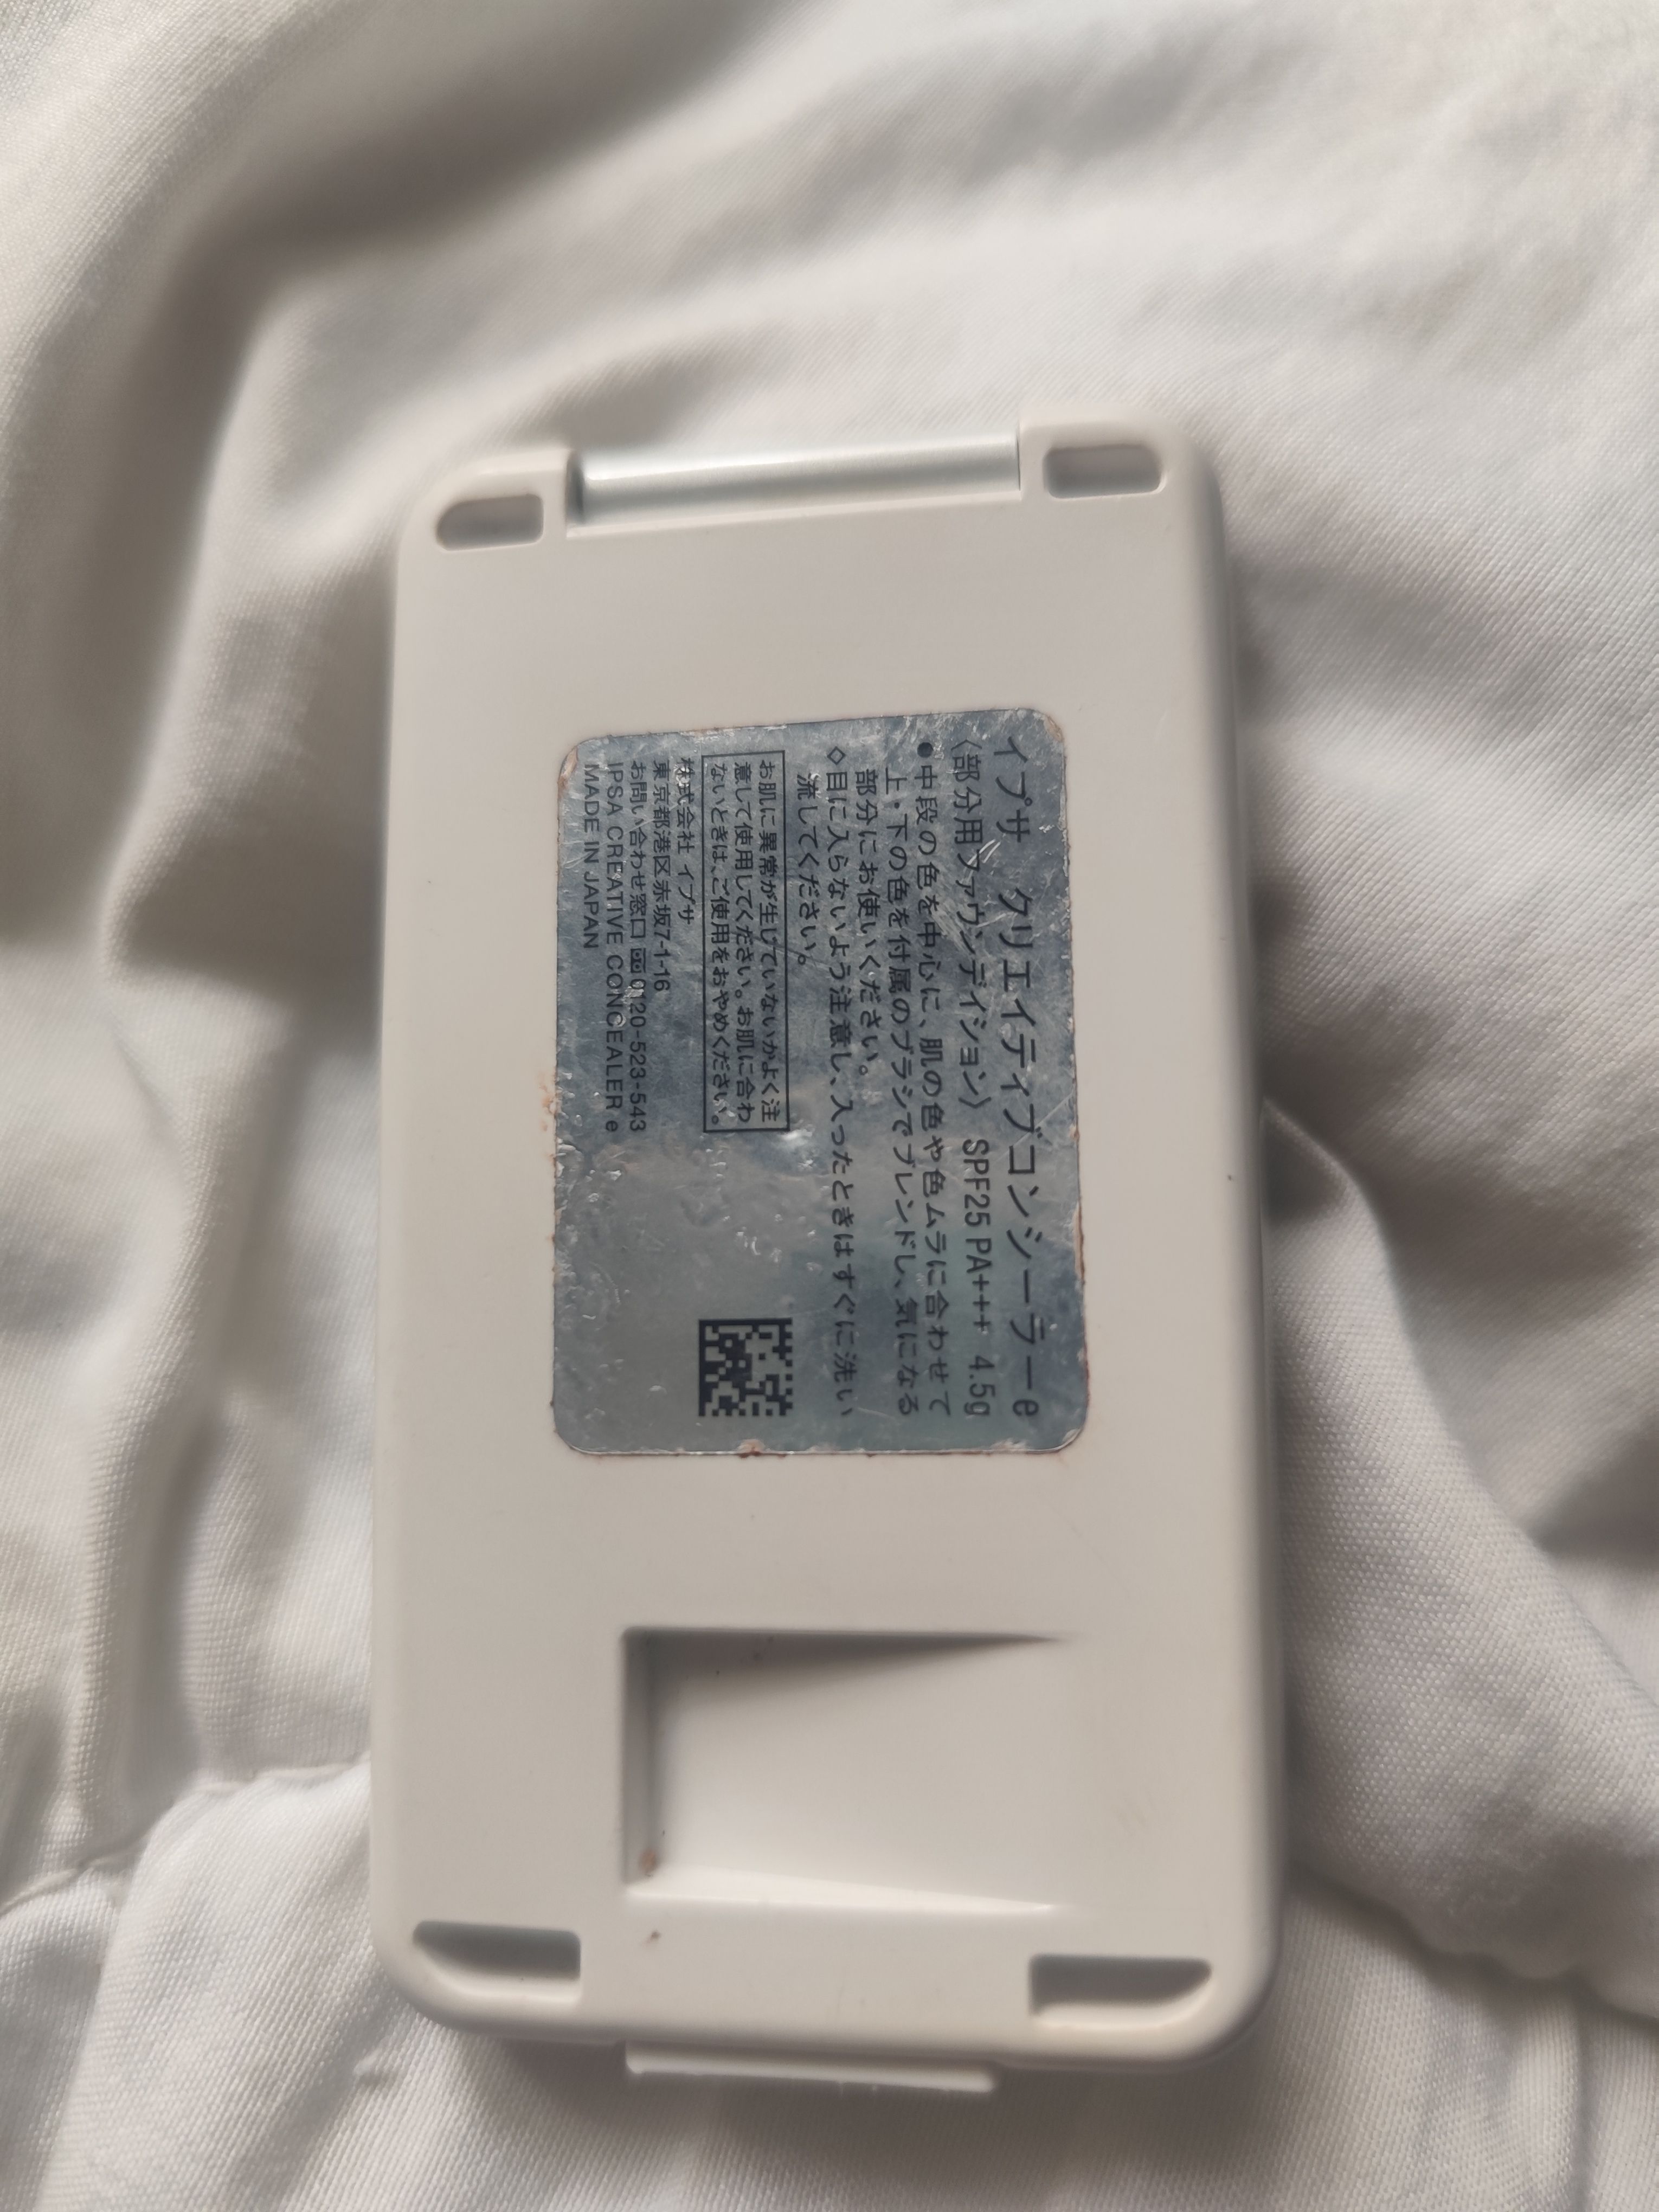 イプサ クリエイティブコンシーラー e
〈部分用ファウンデイション〉 SPF25 PA+++ 4.5g
●中段の色を中心に、肌の色や色ムラに合わせて
上・下の色を付属のブラシでブレンドし、気になる
部分にお使いください。
◇目に入らないよう注意し、入ったときはすぐに洗い
流してください。
お肌に異常が生じていないかよく注
意して使用してください。お肌に合わ
ないときは、ご使用をおやめください。
株式会社 イプサ
東京都港区赤坂7-1-16
お問い合わせ窓口 0120-523-543
IPSA CREATIVE CONCEALER e
MADE IN JAPAN